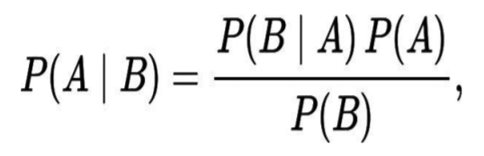 P(A | B) = P(B | A) P(A) / P(B),